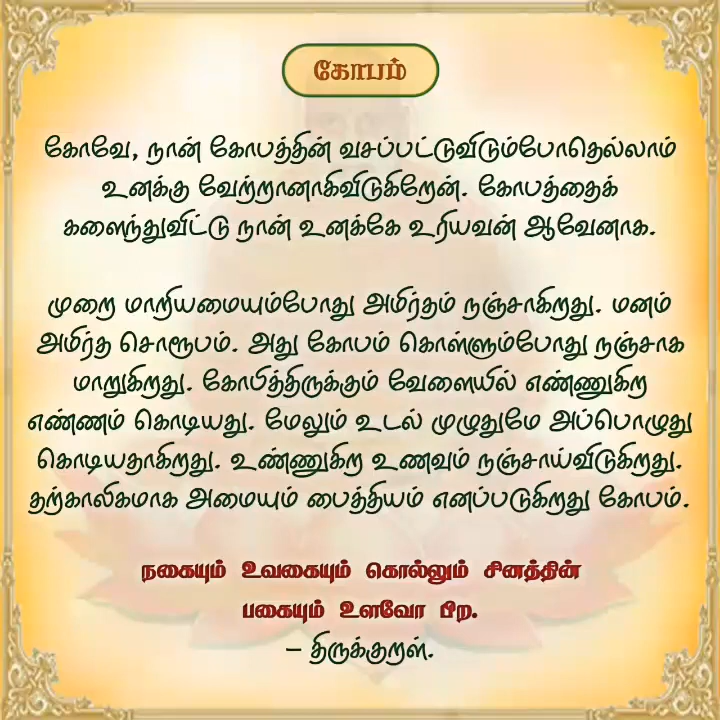 கோபம்
கோவே, நான் கோபத்தின் வசப்பட்டுவிடும்போதெல்லாம்
உனக்கு வேற்றானாகிவிடுகிறேன். கோபத்தைக்
களைந்துவிட்டு நான் உனக்கே உரியவன் ஆவேனாக.
முறை மாறியமையும்போது அமிர்தம் நஞ்சாகிறது. மனம்
அமிர்த சொரூபம். அது கோபம் கொள்ளும்போது நஞ்சாக
மாறுகிறது. கோபித்திருக்கும் வேளையில் எண்ணுகிற
எண்ணம் கொடியது. மேலும் உடல் முழுதுமே அப்பொழுது
கொடியதாகிறது. உண்ணுகிற உணவும் நஞ்சாய்விடுகிறது.
தற்காலிகமாக அமையும் பைத்தியம் எனப்படுகிறது கோபம்.
நகையும் உவகையும் கொல்லும் சினத்தின்
பகையும் உளவோ பிற.
– திருக்குறள்.